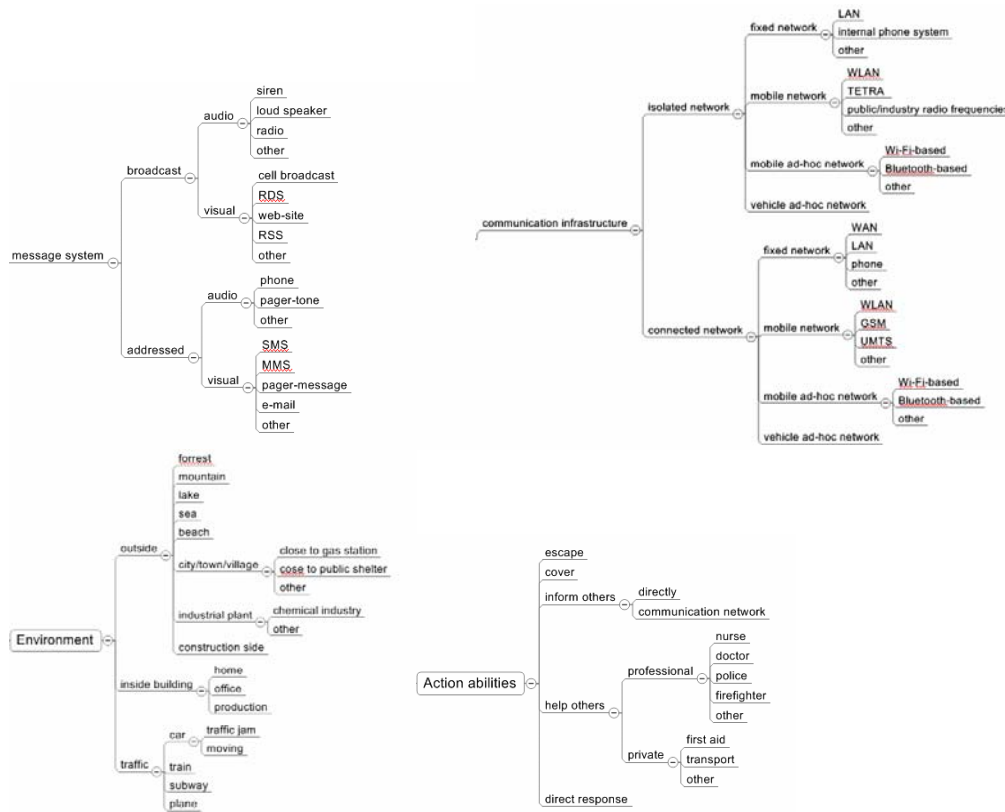 message system
broadcast
audio
siren
loud speaker
radio
other
visual
cell broadcast
RDS
web-site
RSS
other
addressed
audio
phone
pager-tone
other
visual
SMS
MMS
pager-message
e-mail
other
communication infrastructure
isolated network
fixed network
LAN
internal phone system
other
mobile network
WLAN
TETRA
public/industry radio frequencies
other
mobile ad-hoc network
Wi-Fi-based
Bluetooth-based
other
vehicle ad-hoc network
connected network
fixed network
WAN
LAN
phone
other
mobile network
WLAN
GSM
UMTS
other
mobile ad-hoc network
Wi-Fi-based
Bluetooth-based
other
vehicle ad-hoc network
Environment
outside
forrest
mountain
lake
sea
beach
city/town/village
close to gas station
cose to public shelter
other
industrial plant
chemical industry
other
construction side
inside building
home
office
production
traffic
car
traffic jam
moving
train
subway
plane
Action abilities
escape
cover
inform others
directly
communication network
help others
professional
nurse
doctor
police
firefighter
other
private
first aid
transport
other
direct response